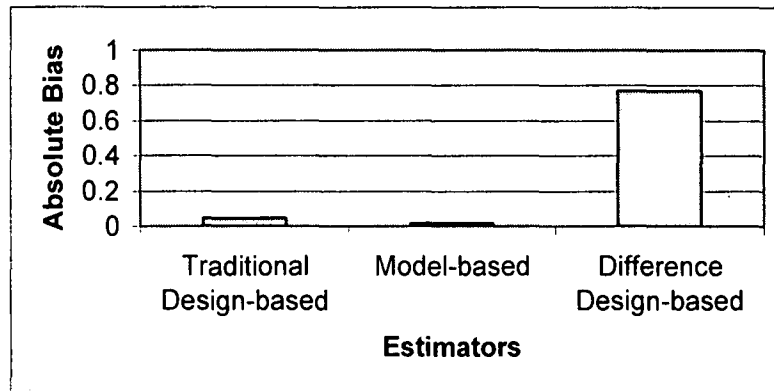 Absolute Bias
1
0.8
0.6
0.4
0.2
0
Traditional Design-based
Model-based
Difference Design-based
Estimators